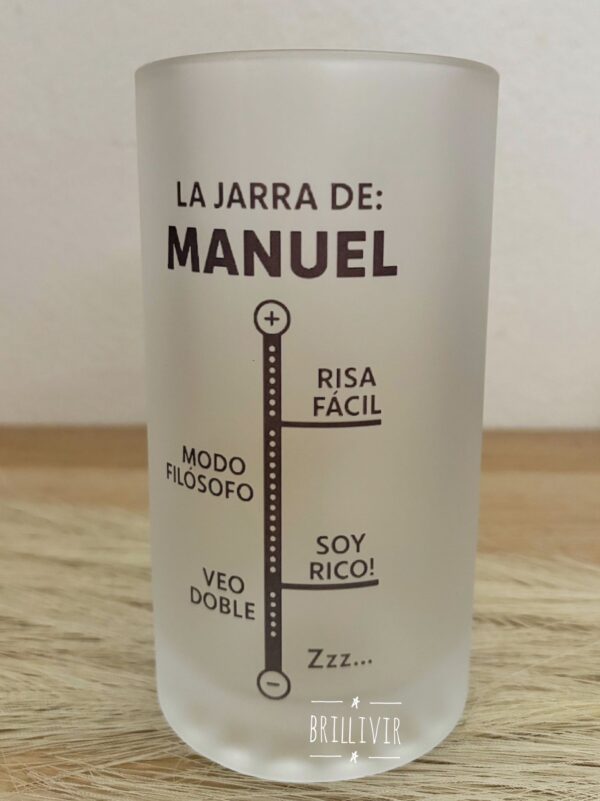 LA JARRA DE:
MANUEL
+
RISA
FÁCIL
MODO
FILÓSOFO
SOY
RICO!
VEO
DOBLE
Zzz...
-
BRILLIVIR